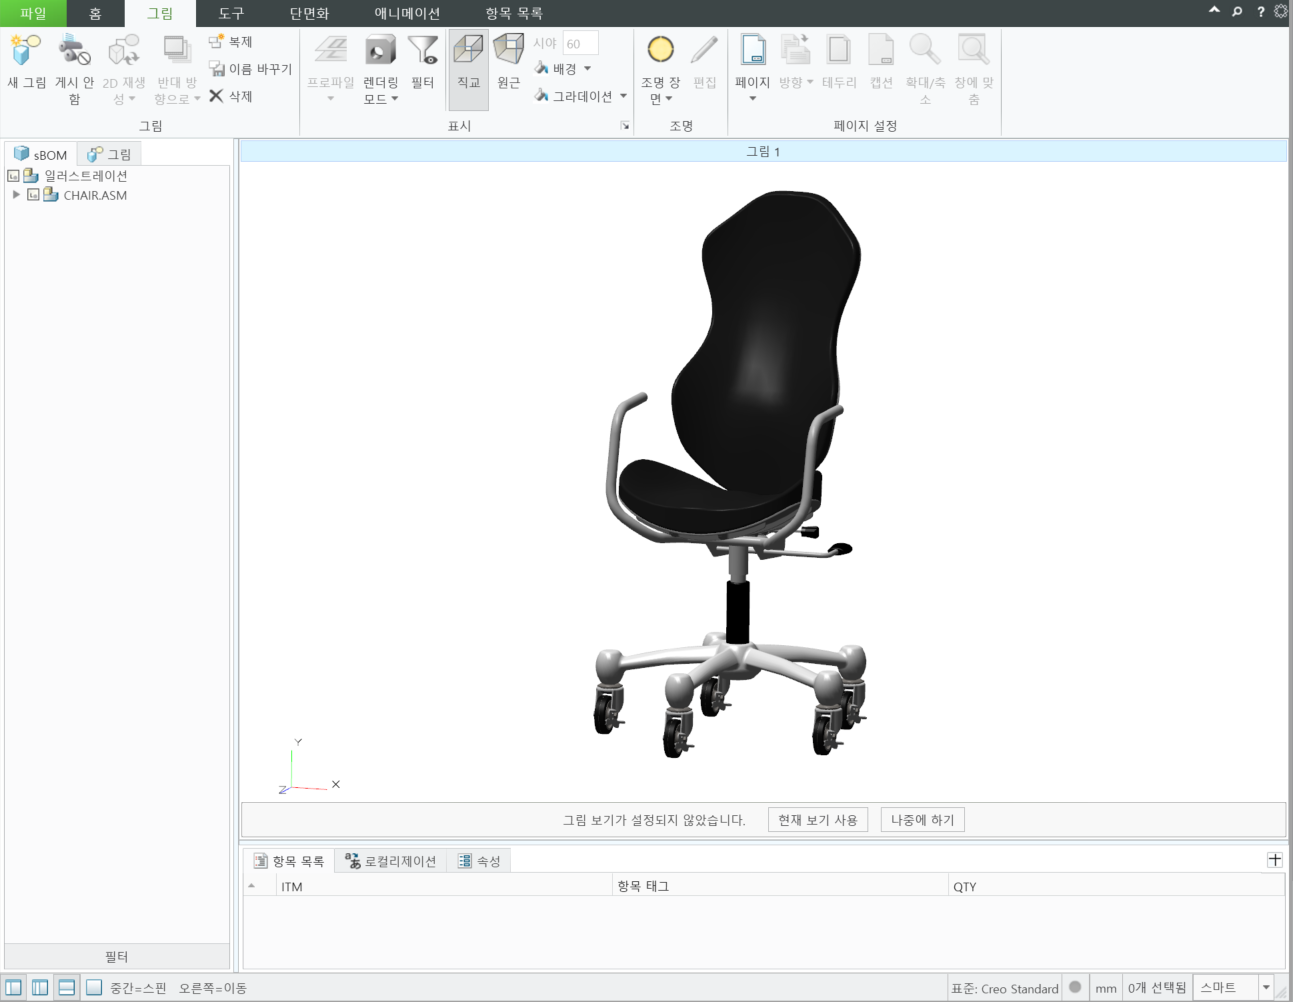 파일 홈 그림 도구 단면화 애니메이션 항목 목록 ?
새 그림
게시 안
함
2D 재생
성
반대 방
향으로
복제
이름 바꾸기
삭제
그림
프로파일
렌더링
모드
필터
직교
원근
시야 60
배경
그라데이션
표시
조명 장
면
편집
조명
페이지
방향
테두리
캡션
확대/축
소
창에 맞
춤
페이지 설정
sBOM 그림
일러스트레이션
CHAIR.ASM
필터
그림 1
Y
X
Z
그림 보기가 설정되지 않았습니다. 현재 보기 사용 나중에 하기
항목 목록 로컬리제이션 속성
ITM 항목 태그 QTY
중간=스핀 오른쪽=이동 표준: Creo Standard mm 0개 선택됨 스마트